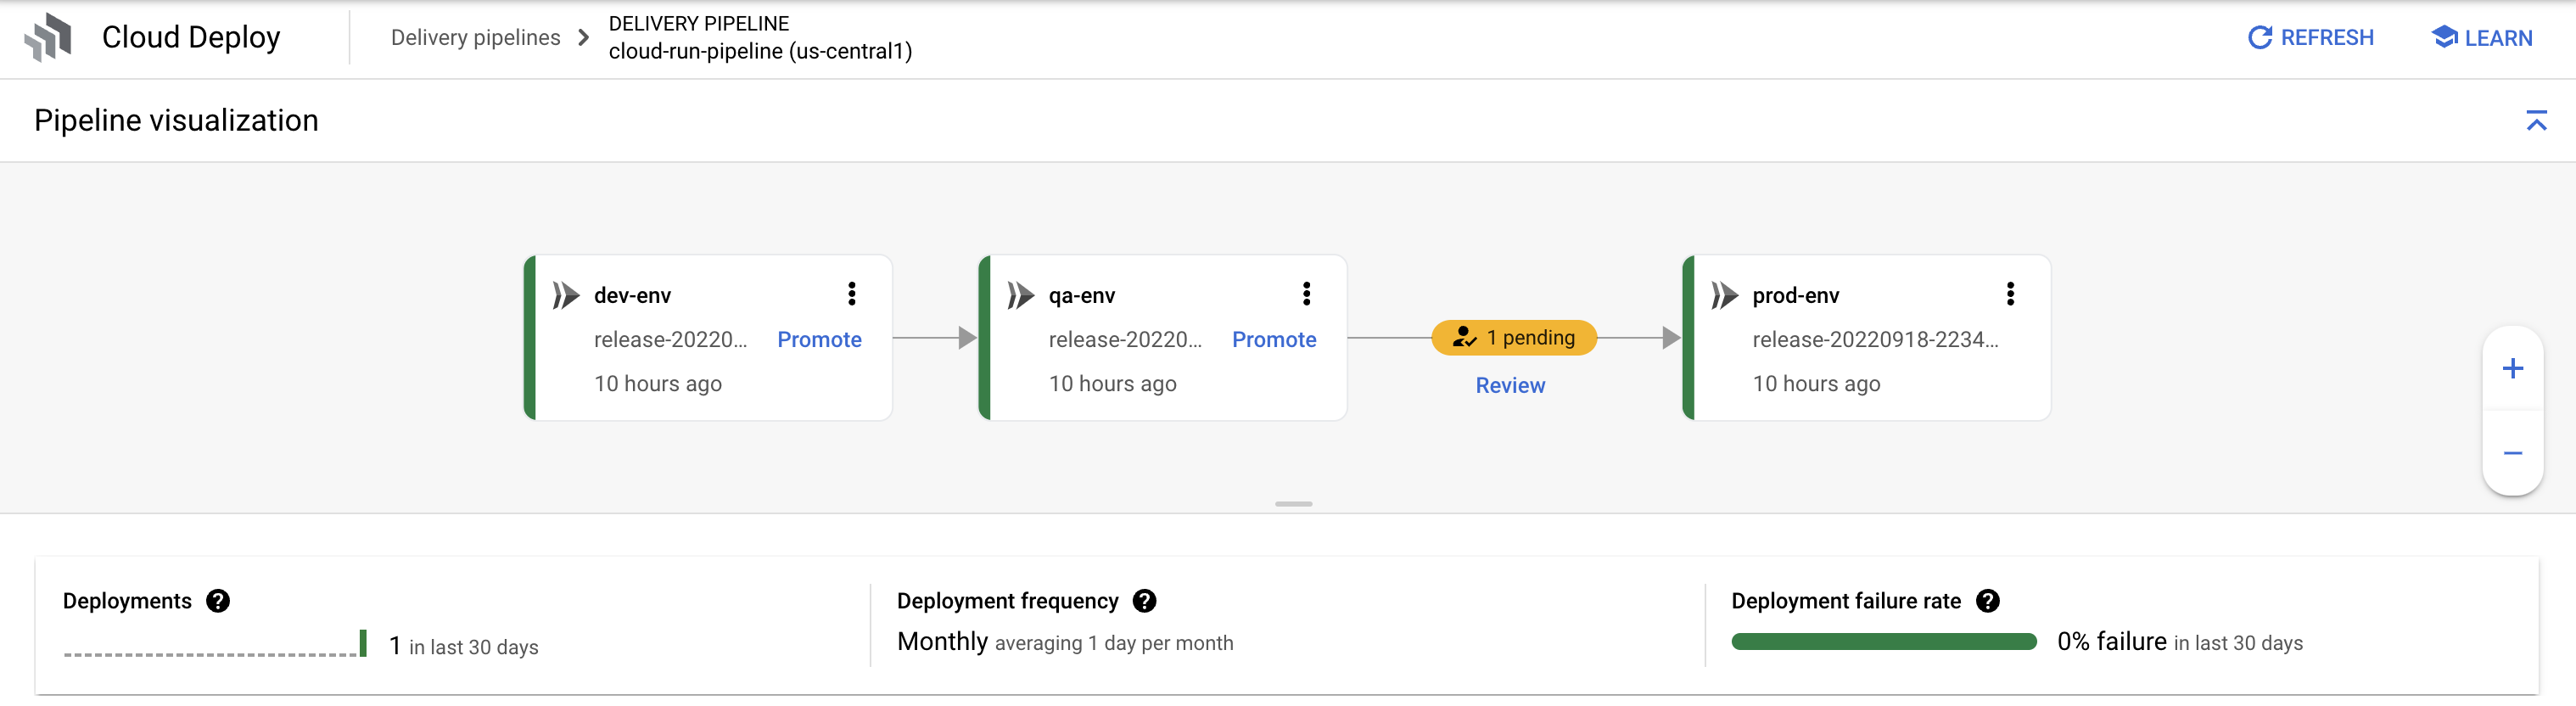 Cloud Deploy
Delivery pipelines
DELIVERY PIPELINE
cloud-run-pipeline (us-central1)
REFRESH
LEARN
Pipeline visualization
dev-env
release-20220... Promote
10 hours ago
qa-env
release-20220... Promote
10 hours ago
1 pending
Review
prod-env
release-20220918-2234...
10 hours ago
Deployments
1 in last 30 days
Deployment frequency
Monthly averaging 1 day per month
Deployment failure rate
0% failure in last 30 days